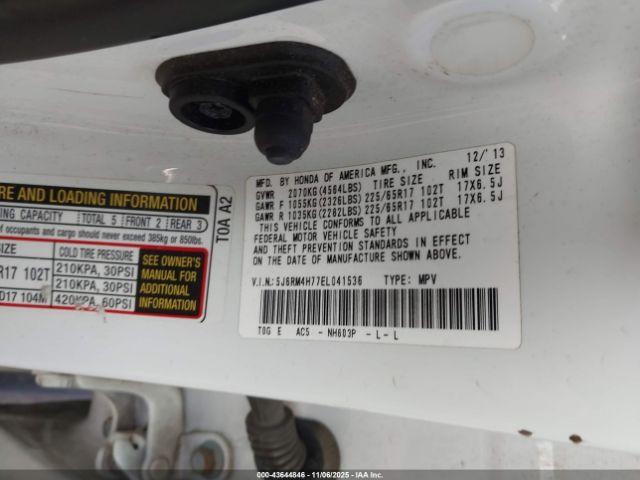 12/'13
MFD. BY HONDA OF AMERICA MFG., INC.
GVWR 2070KG(4564LBS) TIRE SIZE RIM SIZE
GAWR F 1055KG(2326LBS) 225/65R17 102T 17X6.5J
GAWR R 1035KG(2282LBS) 225/65R17 102T 17X6.5J
THIS VEHICLE CONFORMS TO ALL APPLICABLE
FEDERAL MOTOR VEHICLE SAFETY
AND THEFT PREVENTION STANDARDS IN EFFECT
ON THE DATE OF MANUFACTURE SHOWN ABOVE.
V.I.N.:5J6RM4H77EL041536 TYPE: MPV
T0G E AC5 - NH603P - L- L
T0A A2
RE AND LOADING INFORMATION
ING CAPACITY TOTAL 5 FRONT 2 REAR 3
of occupants and cargo should never exceed 385kg or 850lbs.
SIZE COLD TIRE PRESSURE
R17 102T 210KPA, 30PSI
210KPA, 30PSI
D17 104M 420KPA, 60PSI
SEE OWNER'S
MANUAL FOR
ADDITIONAL
INFORMATION
000-43644846 11/06/2025 IAA, Inc.